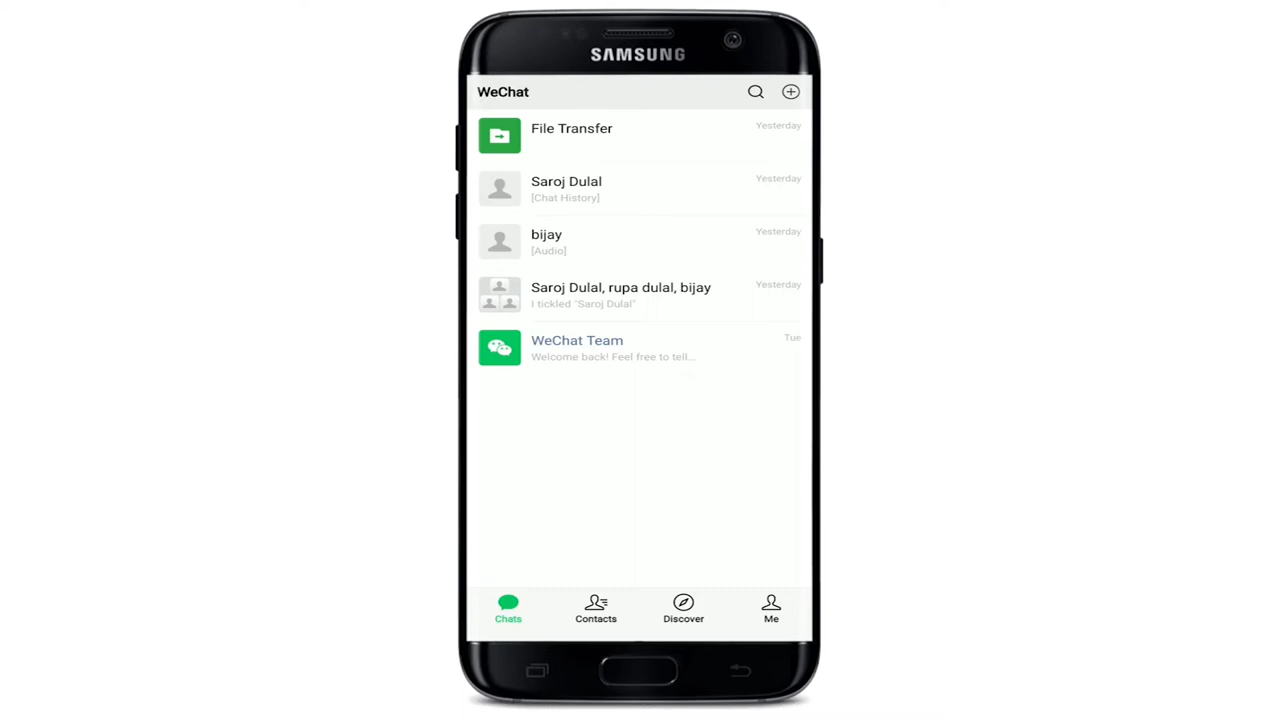 SAMSUNG
WeChat
File Transfer
Yesterday
Saroj Dulal
Yesterday
[Chat History]
bijay
Yesterday
[Audio]
Saroj Dulal, rupa dulal, bijay
Yesterday
I tickled "Saroj Dulal"
WeChat Team
Tue
Welcome back! Feel free to tell...
Chats
Contacts
Discover
Me